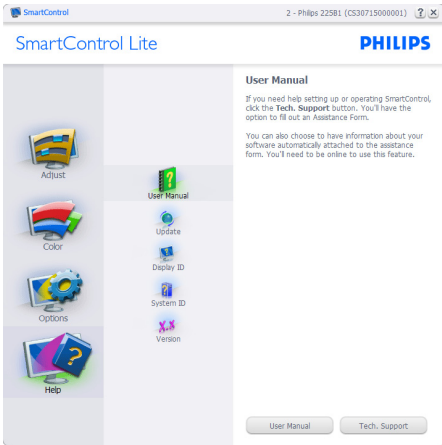 SmartControl
2 - Philips 225B1 (CS30715000001)
SmartControl Lite
PHILIPS
Adjust
Color
Options
Help
User Manual
Update
Display ID
System ID
X.X
Version
User Manual
If you need help setting up or operating SmartControl,
click the Tech. Support button. You'll have the
option to fill out an Assistance Form.
You can also choose to have information about your
software automatically attached to the assistance
form. You'll need to be online to use this feature.
User Manual
Tech. Support